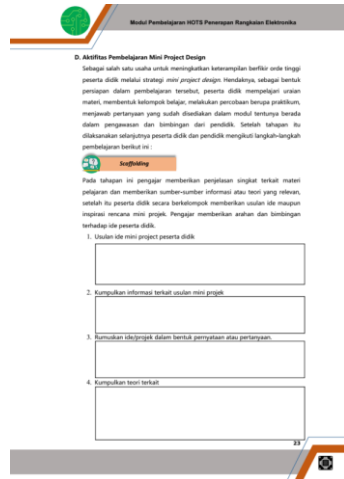 Modul Pembelajaran HOTS Penerapan Rangkaian Elektronika
D. Aktifitas Pembelajaran Mini Project Design
Sebagai salah satu usaha untuk meningkatkan keterampilan berfikir orde tinggi
peserta didik melalui strategi mini project design. Hendaknya, sebagai bentuk
persiapan dalam pembelajaran tersebut, peserta didik mempelajari uraian
materi, membentuk kelompok belajar, melakukan percobaan berupa praktikum,
menjawab pertanyaan yang sudah disediakan dalam modul tentunya berada
dalam pengawasan dan bimbingan dari pendidik. Setelah tahapan itu
dilaksanakan selanjutnya peserta didik dan pendidik mengikuti langkah-langkah
pembelajaran berikut ini :
Scaffolding
Pada tahapan ini pengajar memberikan penjelasan singkat terkait materi
pelajaran dan memberikan sumber-sumber informasi atau teori yang relevan,
setelah itu peserta didik secara berkelompok memberikan usulan ide maupun
inspirasi rencana mini projek. Pengajar memberikan arahan dan bimbingan
terhadap ide peserta didik.
1. Usulan ide mini project peserta didik
2. Kumpulkan informasi terkait usulan mini projek
3. Rumuskan ide/projek dalam bentuk pernyataan atau pertanyaan.
4. Kumpulkan teori terkait
33